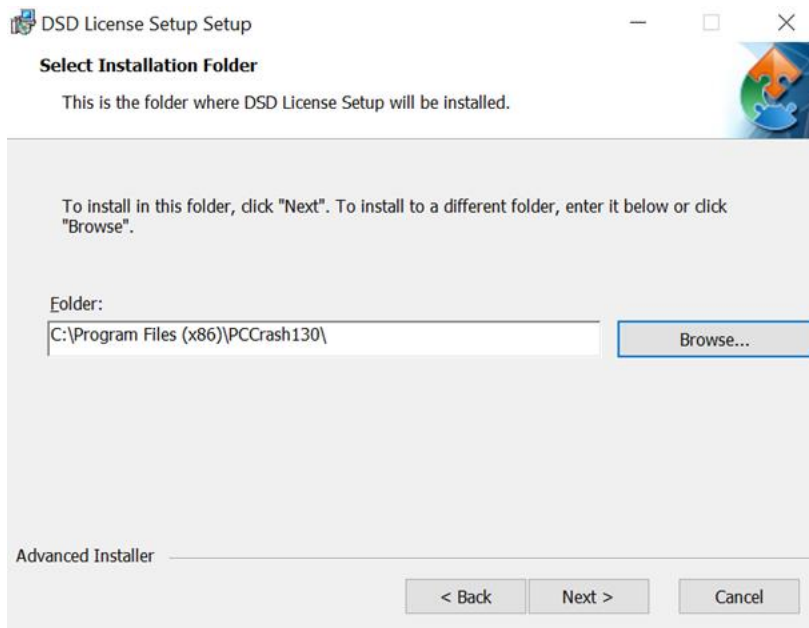 DSD License Setup Setup
Select Installation Folder
This is the folder where DSD License Setup will be installed.
To install in this folder, click "Next". To install to a different folder, enter it below or click
"Browse".
Folder:
C:\Program Files (x86)\PCCrash130\
Browse...
Advanced Installer
< Back
Next >
Cancel